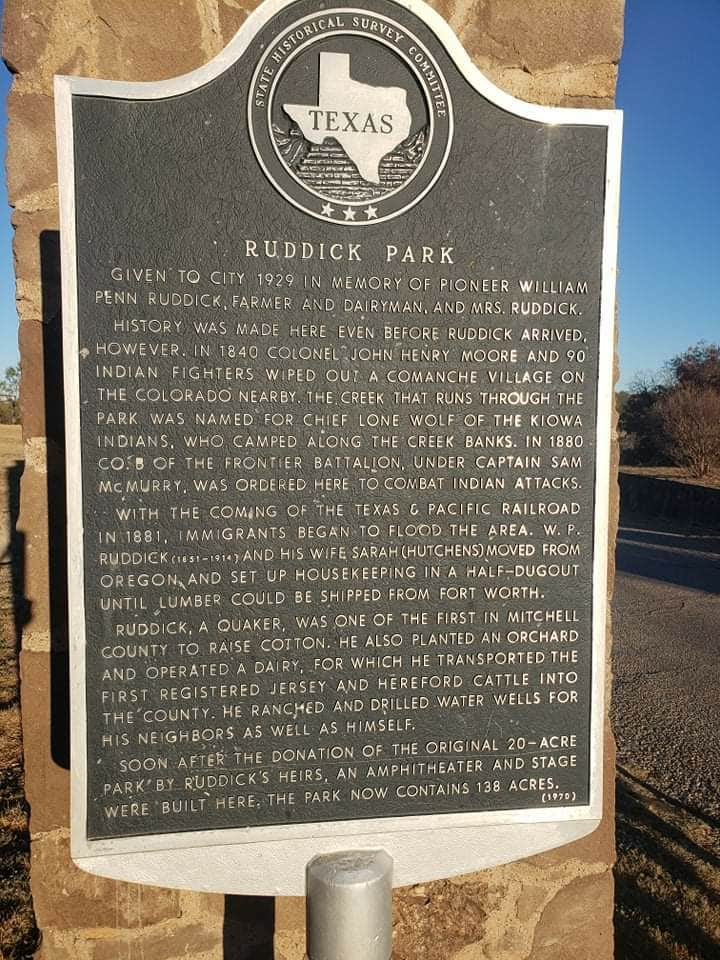 STATE HISTORICAL SURVEY COMMITTEE
TEXAS
RUDDICK PARK
GIVEN TO CITY 1929 IN MEMORY OF PIONEER WILLIAM
PENN RUDDICK, FARMER AND DAIRYMAN, AND MRS. RUDDICK.
HISTORY WAS MADE HERE EVEN BEFORE RUDDICK ARRIVED,
HOWEVER. IN 1840 COLONEL JOHN HENRY MOORE AND 90
INDIAN FIGHTERS WIPED OUT A COMANCHE VILLAGE ON
THE COLORADO NEARBY. THE CREEK THAT RUNS THROUGH THE
PARK WAS NAMED FOR CHIEF LONE WOLF OF THE KIOWA
INDIANS, WHO CAMPED ALONG THE CREEK BANKS. IN 1880
CO. B OF THE FRONTIER BATTALION, UNDER CAPTAIN SAM
McMURRY, WAS ORDERED HERE TO COMBAT INDIAN ATTACKS.
WITH THE COMING OF THE TEXAS & PACIFIC RAILROAD
IN 1881, IMMIGRANTS BEGAN TO FLOOD THE AREA. W. P.
RUDDICK (1851-1914) AND HIS WIFE SARAH (HUTCHENS) MOVED FROM
OREGON, AND SET UP HOUSEKEEPING IN A HALF-DUGOUT
UNTIL LUMBER COULD BE SHIPPED FROM FORT WORTH.
RUDDICK, A QUAKER, WAS ONE OF THE FIRST IN MITCHELL
COUNTY TO RAISE COTTON. HE ALSO PLANTED AN ORCHARD
AND OPERATED A DAIRY, FOR WHICH HE TRANSPORTED THE
FIRST REGISTERED JERSEY AND HEREFORD CATTLE INTO
THE COUNTY. HE RANCHED AND DRILLED WATER WELLS FOR
HIS NEIGHBORS AS WELL AS HIMSELF.
SOON AFTER THE DONATION OF THE ORIGINAL 20-ACRE
PARK BY RUDDICK'S HEIRS, AN AMPHITHEATER AND STAGE
WERE BUILT HERE; THE PARK NOW CONTAINS 138 ACRES.
(1970)